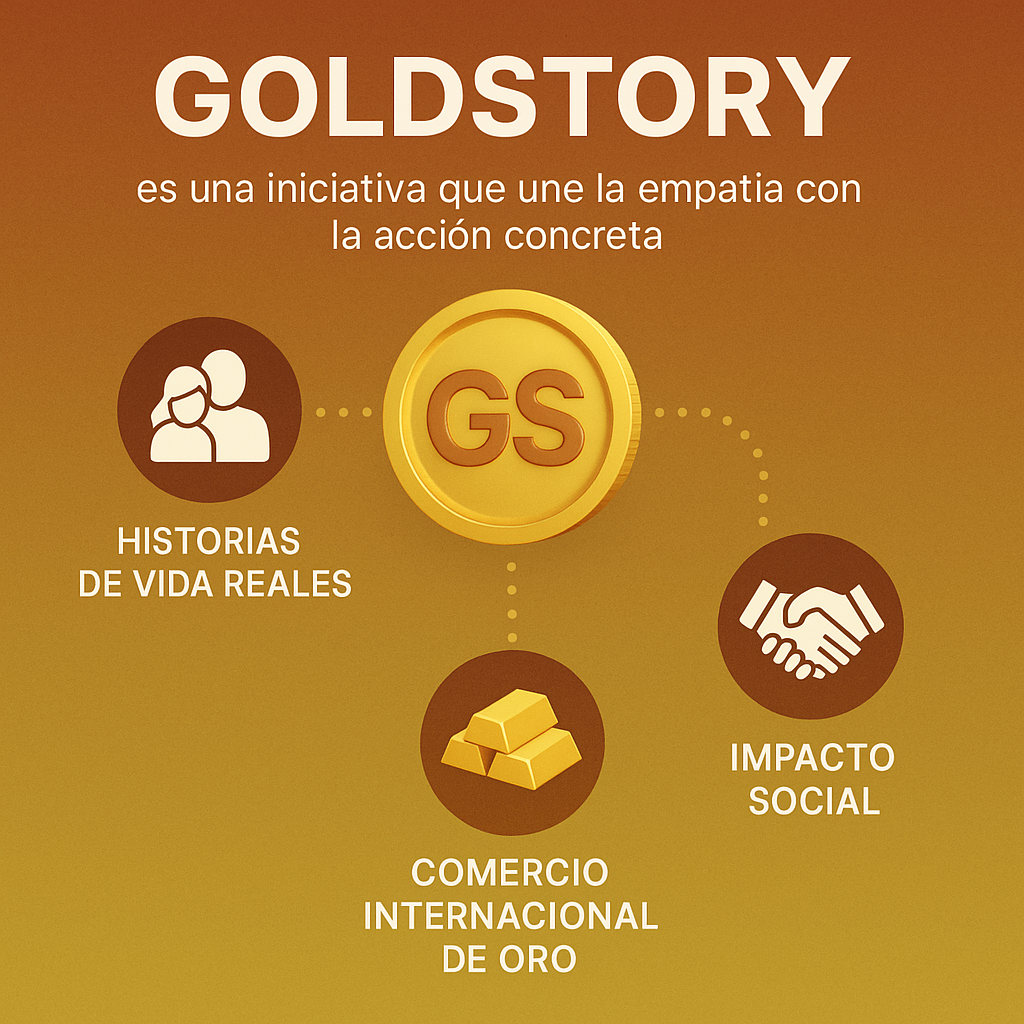 GOLDSTORY
es una iniciativa que une la empatia con
la acción concreta
GS
HISTORIAS
DE VIDA REALES
IMPACTO
SOCIAL
COMERCIO
INTERNACIONAL
DE ORO